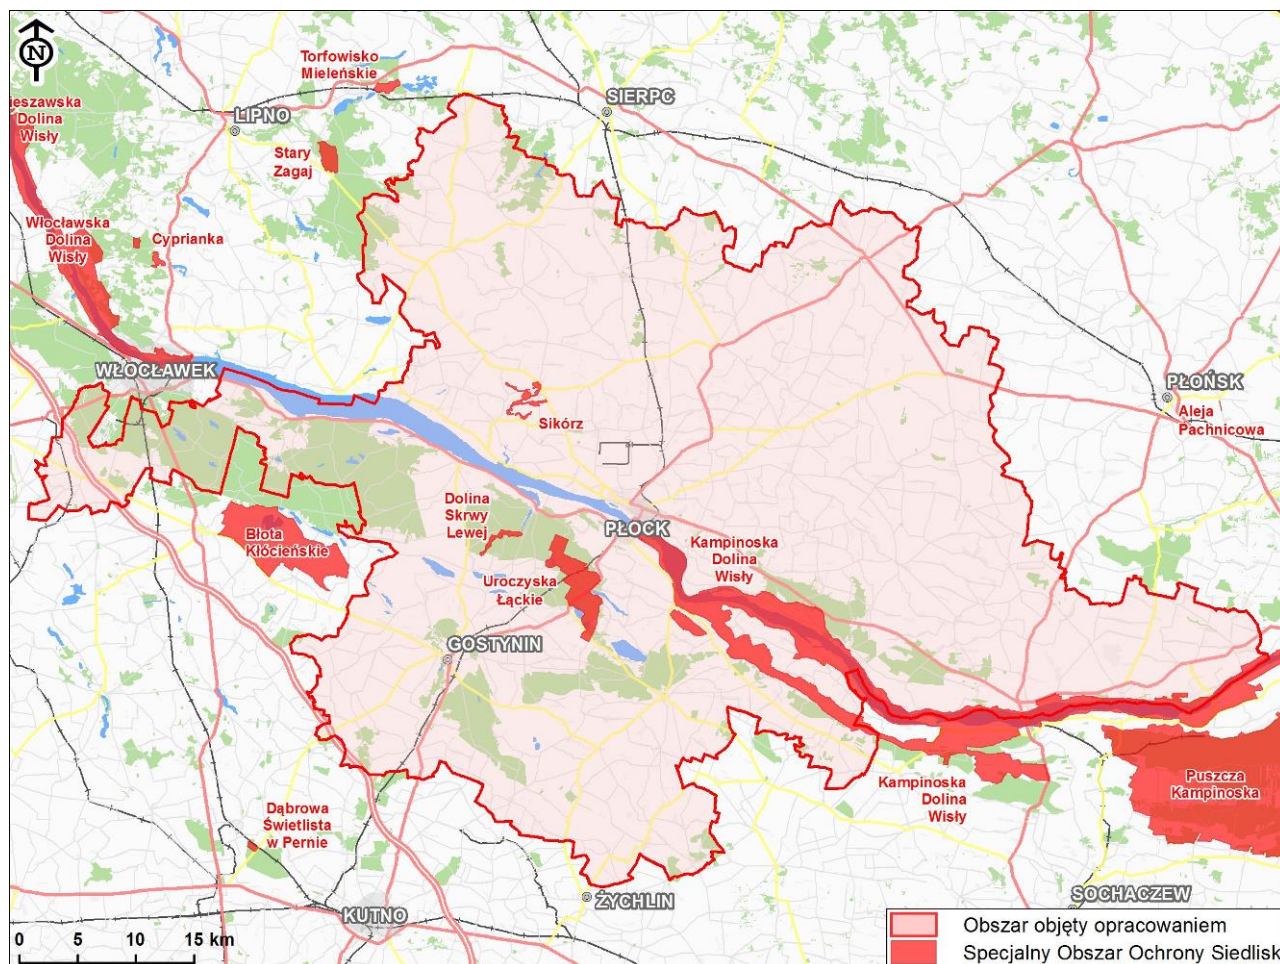 N
Torfowisko
Mieleńskie
SIERPC
LIPNO
Dolina
Wisły
Stary
Zagaj
Włocławska
Dolina
Wisły
Cyprianka
WŁOCŁAWEK
PŁOŃSK
Aleja
Pachnicowa
Sikórz
Dolina
Skrwy
Lewej
PŁOCK
Błota
Kłócieńskie
Kampinoska
Dolina
Wisły
Uroczyska
Łąckie
GOSTYNIN
Kampinoska
Dolina
Wisły
Puszcza
Kampinoska
Dąbrowa
Świetlista
w Pernie
ŻYCHLIN
SOCHACZEW
KUTNO
Obszar objęty opracowaniem
Specjalny Obszar Ochrony Siedlisk
0 5 10 15 km